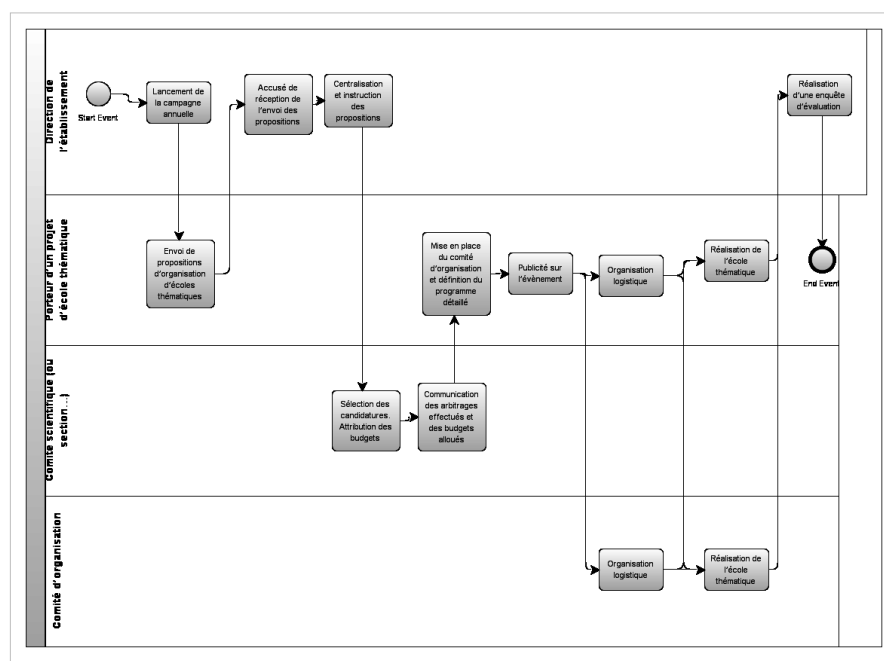 Direction de
l'établissement
Start Event
Lancement de
la campagne
annuelle
Accusé de
réception de
l'envoi des
propositions
Centralisation
et instruction
des
propositions
Réalisation
d'une enquête
d'évaluation
Porteur d'un projet
d'école thématique
Envoi de
propositions
d'organisation
d'écoles
thématiques
Mise en place
du comité
d'organisation
et définition du
programme
détaillé
Publicité sur
l'évènement
Organisation
logistique
Réalisation de
l'école
thématique
End Event
Comité scientifique (ou
section...)
Sélection des
candidatures.
Attribution des
budgets
Communication
des arbitrages
effectués et
des budgets
alloués
Comité d'organisation
Organisation
logistique
Réalisation de
l'école
thématique